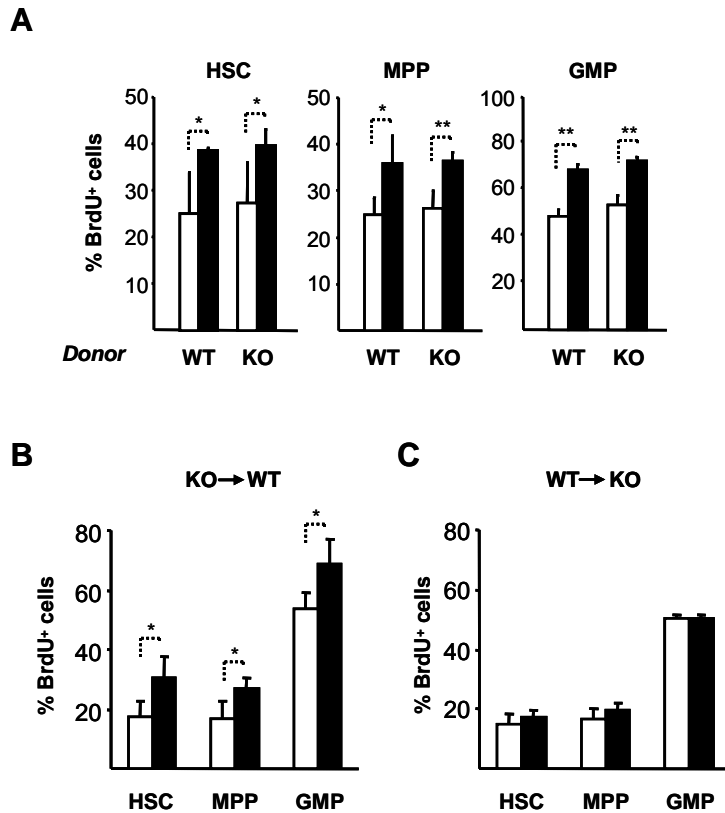 A
HSC MPP GMP
% BrdU+ cells
50
40
30
20
10
* *
50
40
30
20
10
* **
100
80
60
40
20
** **
Donor WT KO WT KO WT KO
B
KO→WT
% BrdU+ cells
80
60
40
20
* * *
HSC MPP GMP
C
WT→KO
% BrdU+ cells
80
60
40
20
HSC MPP GMP